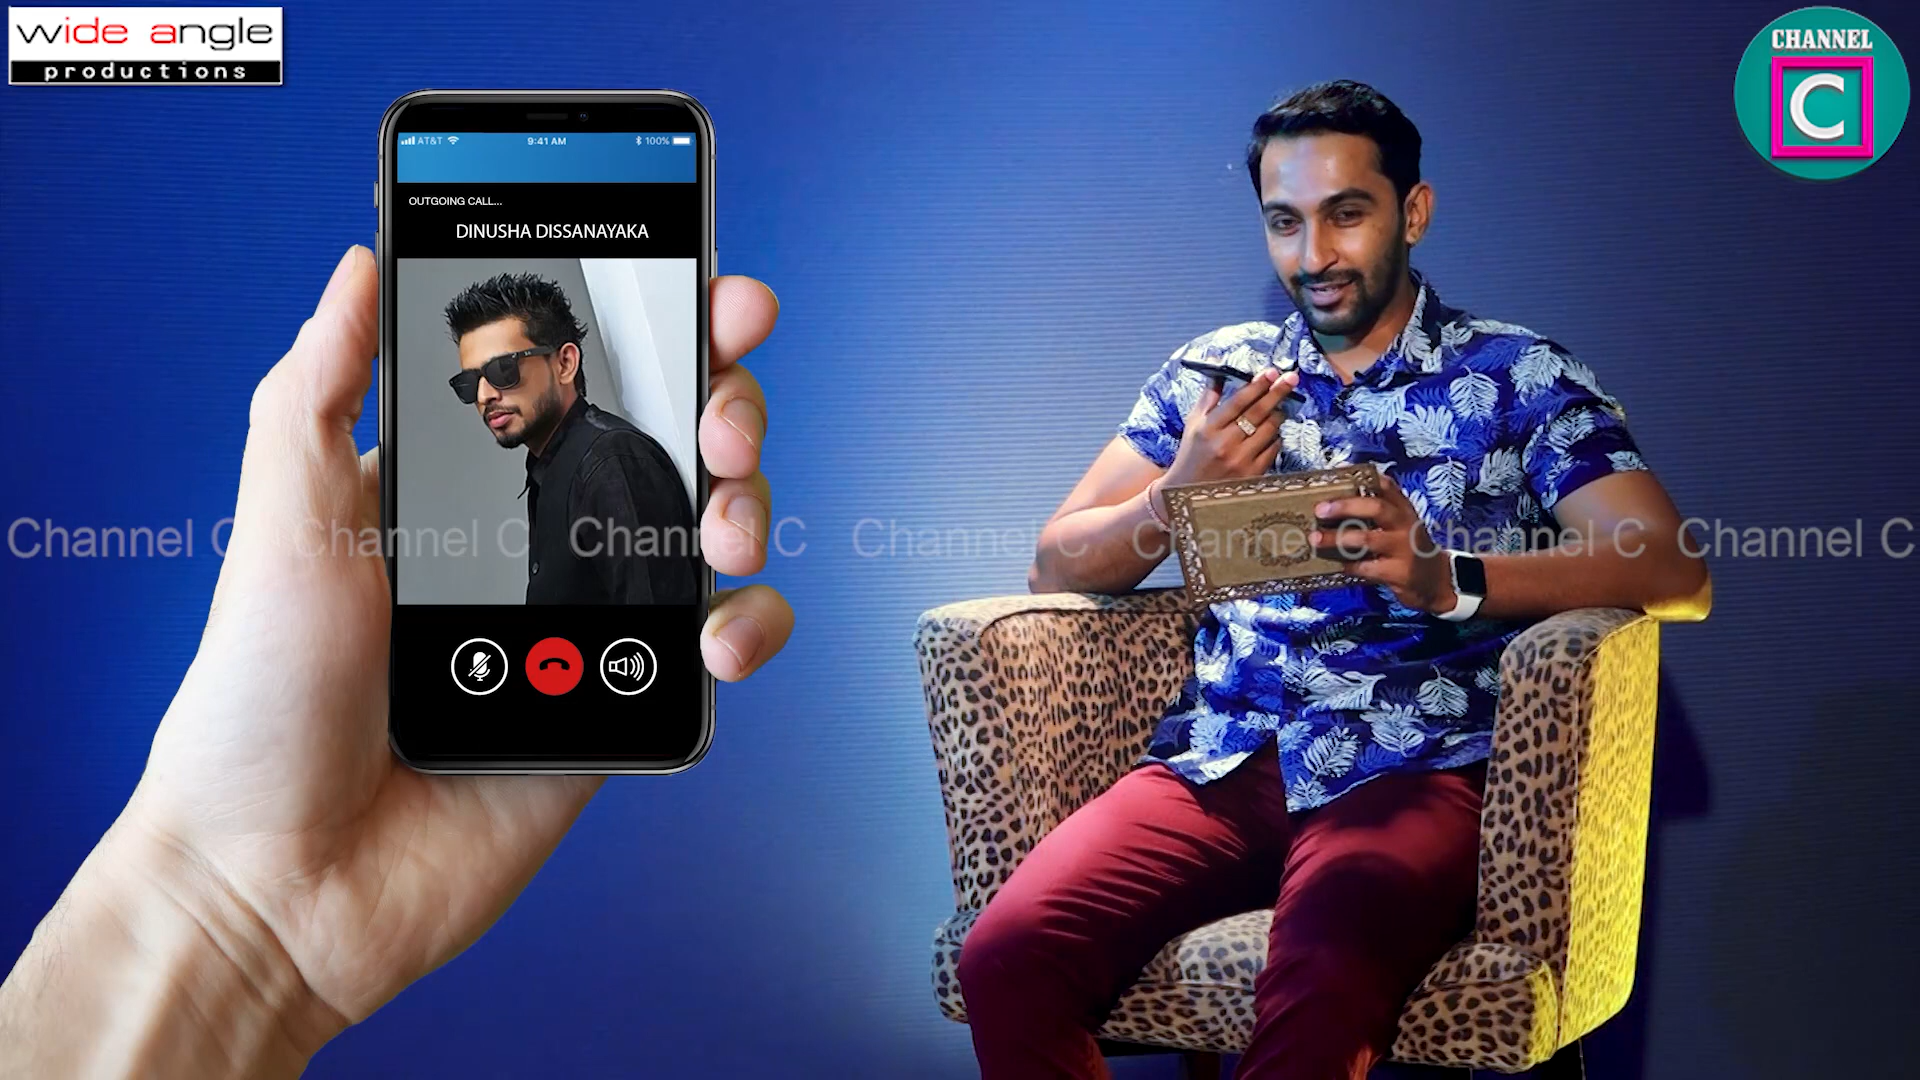 wide angle
productions
CHANNEL
C
AT&T
9:41 AM
100%
OUTGOING CALL...
DINUSHA DISSANAYAKA
Channel C Channel C Channel C Channel C Channel C Channel C Channel C